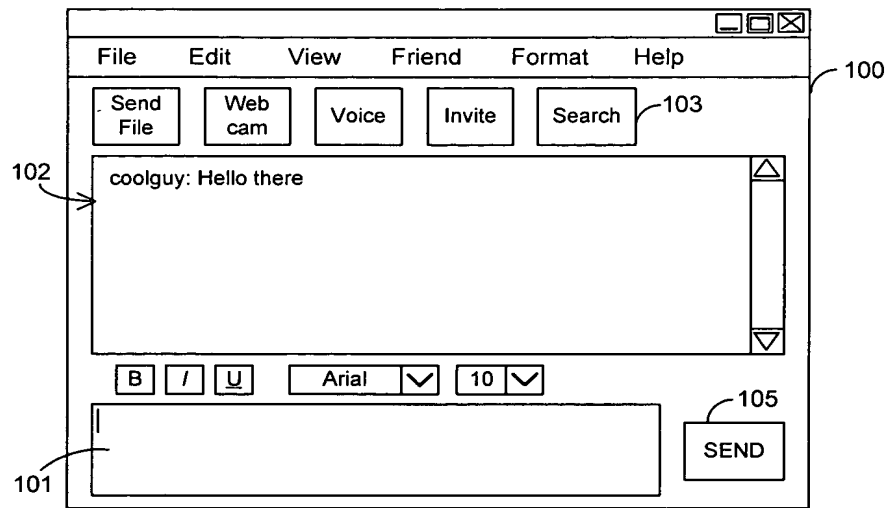 File Edit View Friend Format Help
100
Send File Web cam Voice Invite Search 103
102
coolguy: Hello there
B I U Arial 10
105
SEND
101